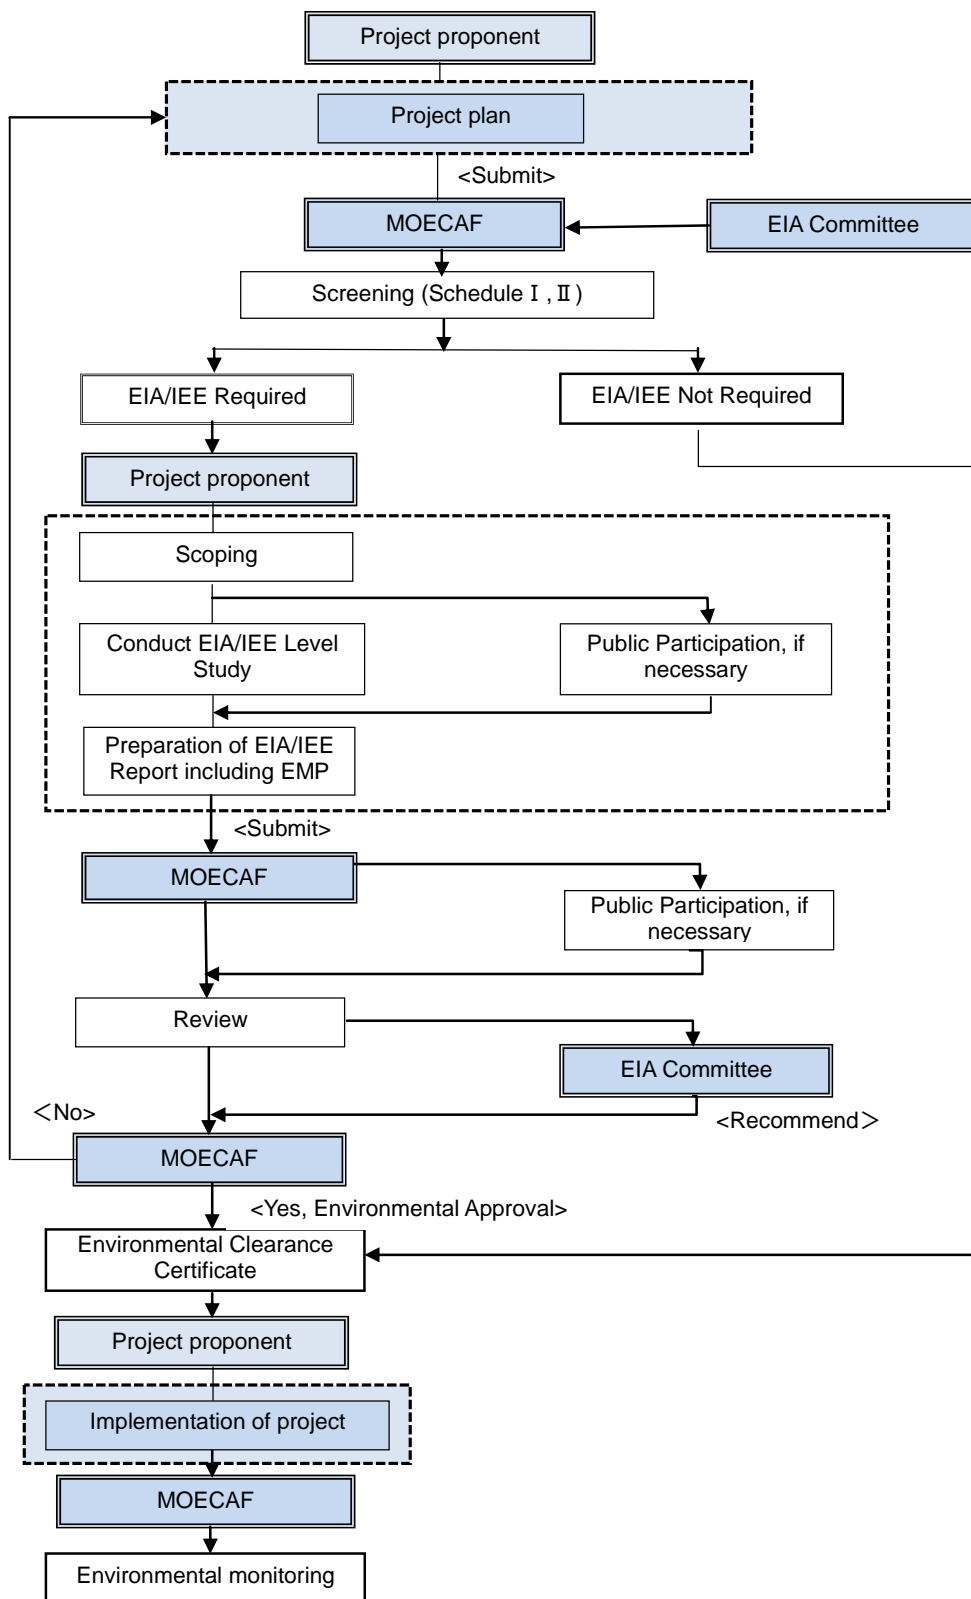 Project proponent
Project plan
<Submit>
MOECAF
EIA Committee
Screening (Schedule Ⅰ, Ⅱ)
EIA/IEE Required
EIA/IEE Not Required
Project proponent
Scoping
Conduct EIA/IEE Level
Study
Public Participation, if
necessary
Preparation of EIA/IEE
Report including EMP
<Submit>
MOECAF
Public Participation, if
necessary
Review
EIA Committee
＜No>
<Recommend＞
MOECAF
<Yes, Environmental Approval>
Environmental Clearance
Certificate
Project proponent
Implementation of project
MOECAF
Environmental monitoring